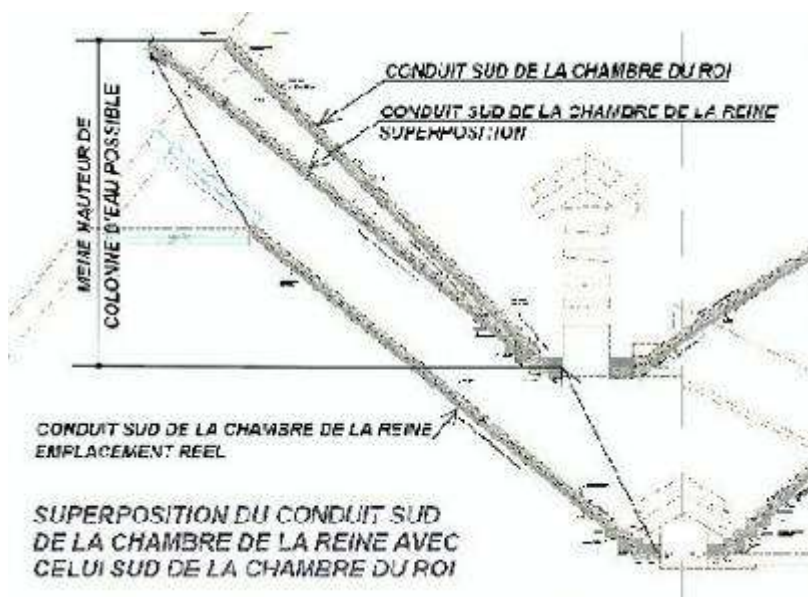 CONDUIT SUD DE LA CHAMBRE DU ROI
CONDUIT SUD DE LA CHAMBRE DE LA REINE
SUPERPOSITION
MEINE HAUTEUR DE
COLONNE D'EAU POSSIBLE
CONDUIT SUD DE LA CHAMBRE DE LA REINE
EMPLACEMENT REEL
SUPERPOSITION DU CONDUIT SUD
DE LA CHAMBRE DE LA REINE AVEC
CELUI SUD DE LA CHAMBRE DU ROI